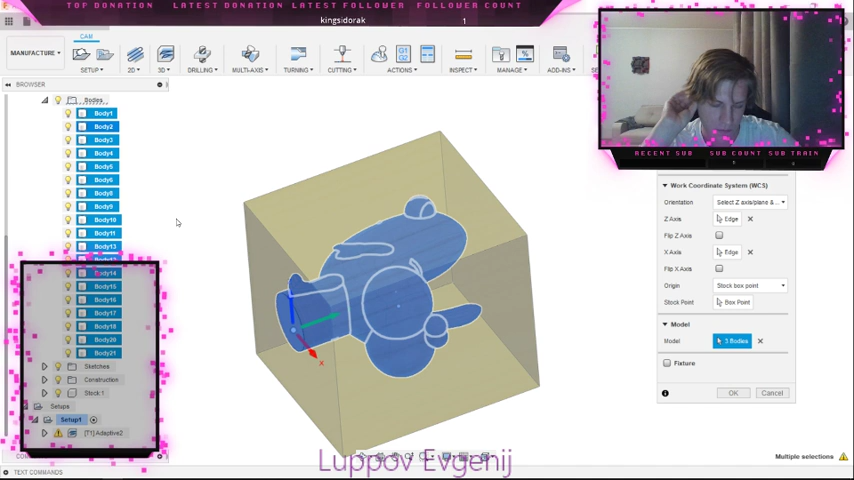 TOP DONATION LATEST DONATION LATEST FOLLOWER FOLLOWER COUNT
kingsidorak 1
CAM
MANUFACTURE
SETUP 2D 3D DRILLING MULTI-AXIS TURNING CUTTING ACTIONS INSPECT MANAGE ADD-INS
G1
G2
BROWSER
RECENT SUB SUB COUNT SUB TRAIN
Bodies
Body1
Body2
Body3
Body4
Body5
Body6
Body8
Body9
Body10
Body11
Body13
Body14
Body15
Body16
Body17
Body18
Body20
Body21
Sketches
Construction
Stock:1
Setups
Setup1
[T1] Adaptive2
Work Coordinate System (WCS)
Orientation Select Z axis/plane & ...
Z Axis Edge
Flip Z Axis
X Axis Edge
Flip X Axis
Origin Stock box point
Stock Point Box Point
Model
Model 3 Bodies
Fixture
OK Cancel
X
Multiple selections
Luppov Evgenij
TEXT COMMANDS